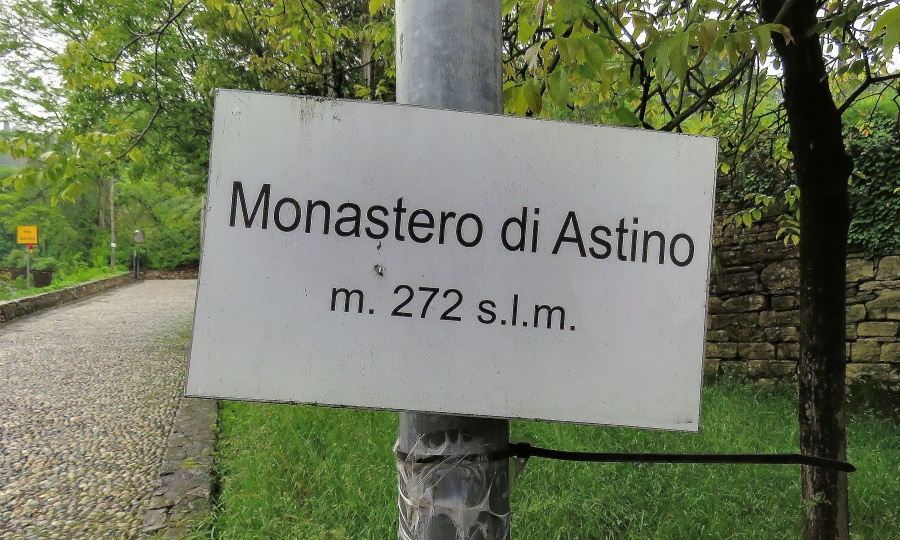 Monastero di Astino
m. 272 s.l.m.